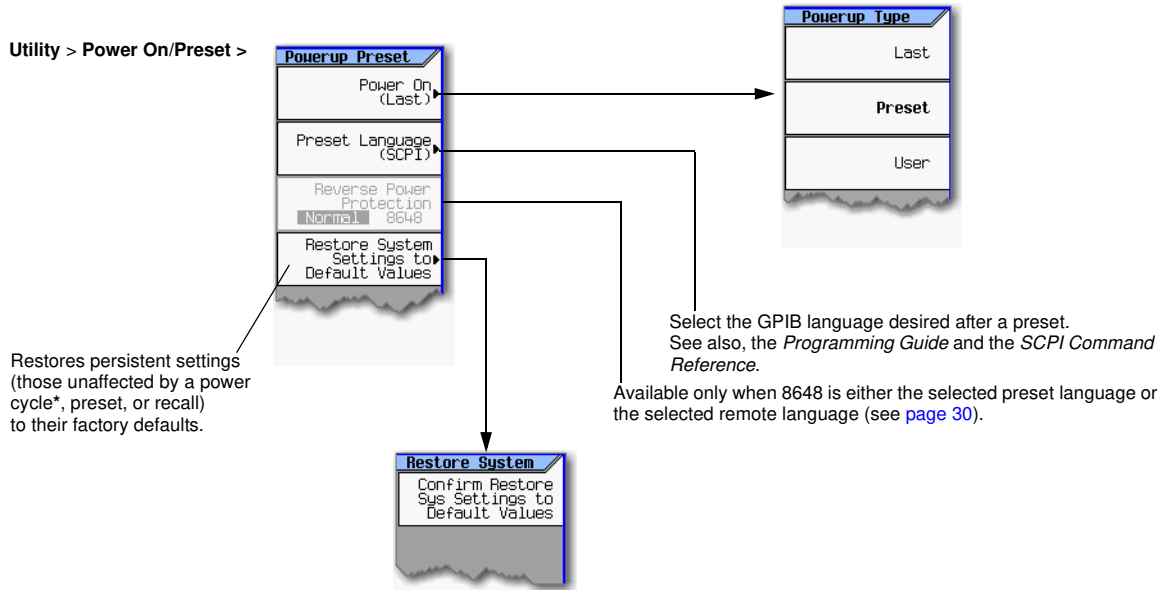 Utility > Power On/Preset >
Powerup Preset
Power On
(Last)
Preset Language
(SCPI)
Reverse Power
Protection
Normal 8648
Restore System
Settings to
Default Values
Powerup Type
Last
Preset
User
Select the GPIB language desired after a preset.
See also, the Programming Guide and the SCPI Command
Reference.
Available only when 8648 is either the selected preset language or
the selected remote language (see page 30).
Restores persistent settings
(those unaffected by a power
cycle*, preset, or recall)
to their factory defaults.
Restore System
Confirm Restore
Sys Settings to
Default Values